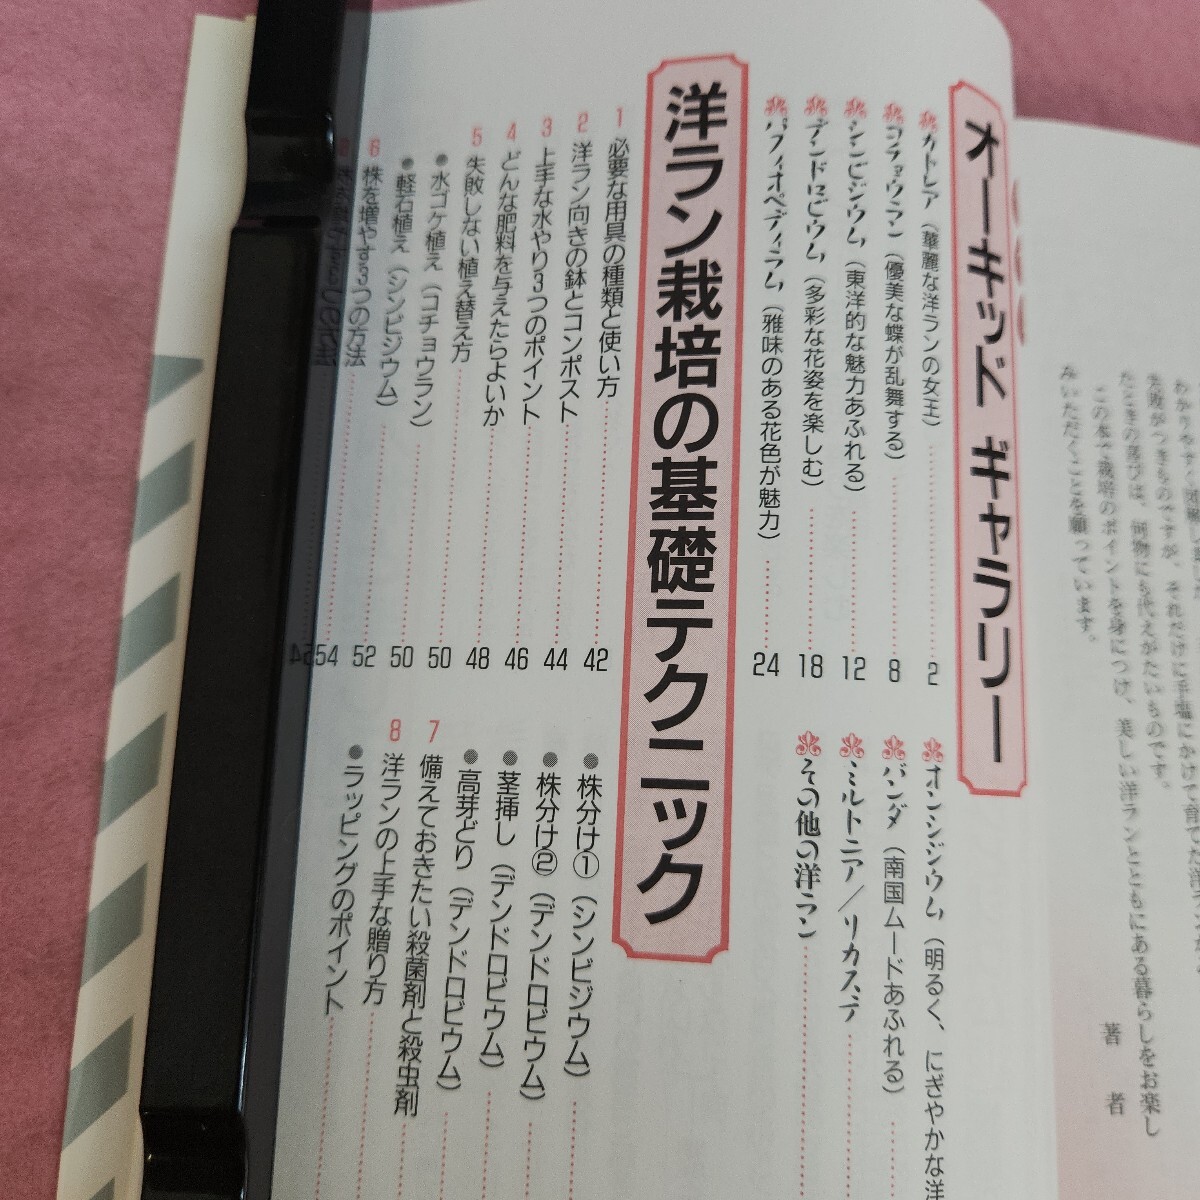 たときの喜びは、何物にも代えがたいものです。
この本で栽培のポイントを身につけ、美しい洋ランとともにある暮らしをお楽し
みいただくことを願っています。
著者
オーキッド ギャラリー
カトレア（華麗な洋ランの女王） 2
コチョウラン（優美な蝶が乱舞する） 8
シンビジウム（東洋的な魅力あふれる） 12
デンドロビウム（多彩な花姿を楽しむ） 18
パフィオペディラム（雅味のある花色が魅力） 24
オンシジウム（明るく、にぎやかな洋
バンダ（南国ムードあふれる）
ミルトニア／リカステ
その他の洋ラン
洋ラン栽培の基礎テクニック
1 必要な用具の種類と使い方 42
2 洋ラン向きの鉢とコンポスト 44
3 上手な水やり3つのポイント 46
4 どんな肥料を与えたらよいか 48
5 失敗しない植え替え方
●水ゴケ植え（コチョウラン） 50
●軽石植え（シンビジウム） 50
6 株を増やす3つの方法 52
54
●株分け①（シンビジウム）
●株分け②（デンドロビウム）
●茎挿し（デンドロビウム）
●高芽どり（デンドロビウム）
7 備えておきたい殺菌剤と殺虫剤
8 洋ランの上手な贈り方
●ラッピングのポイント